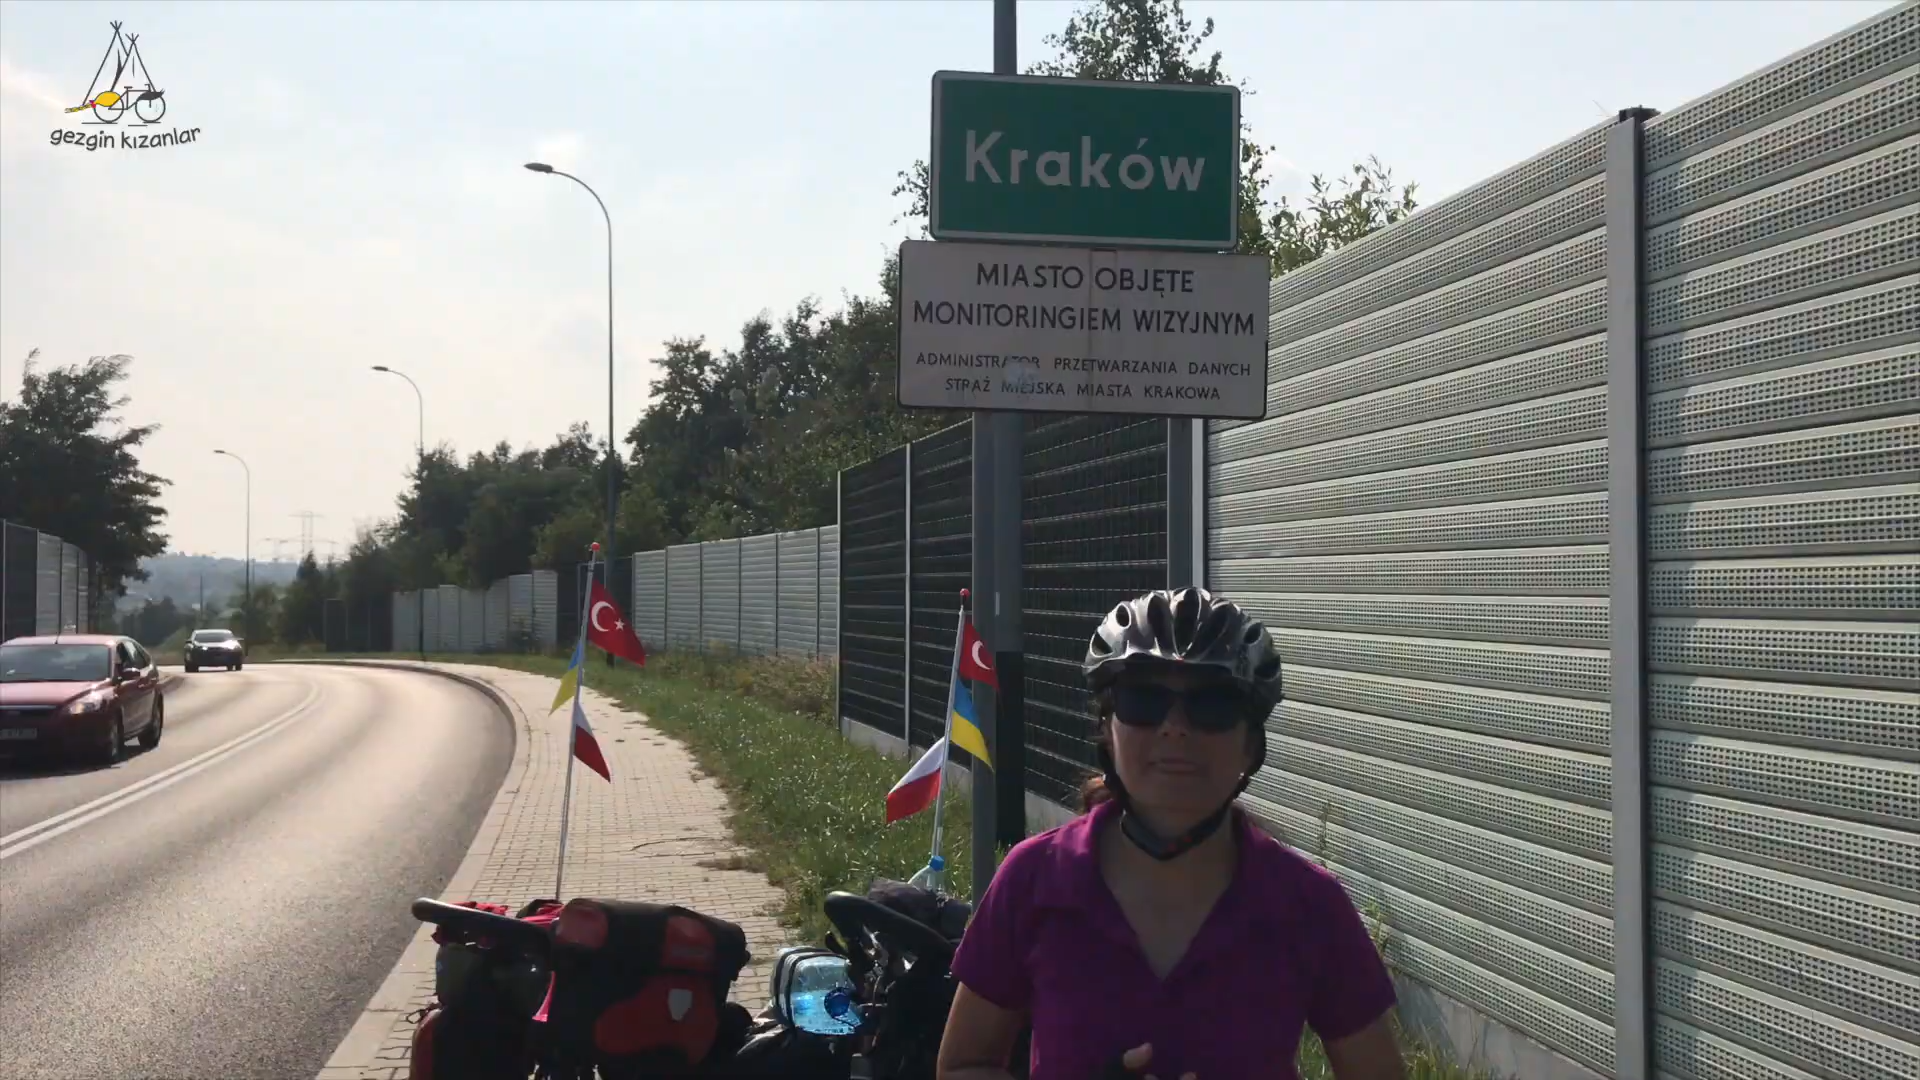 gezgin kızanlar
Kraków
MIASTO OBJĘTE
MONITORINGIEM WIZYJNYM
ADMINISTRATOR PRZETWARZANIA DANYCH
STRAŻ MIEJSKA MIASTA KRAKOWA